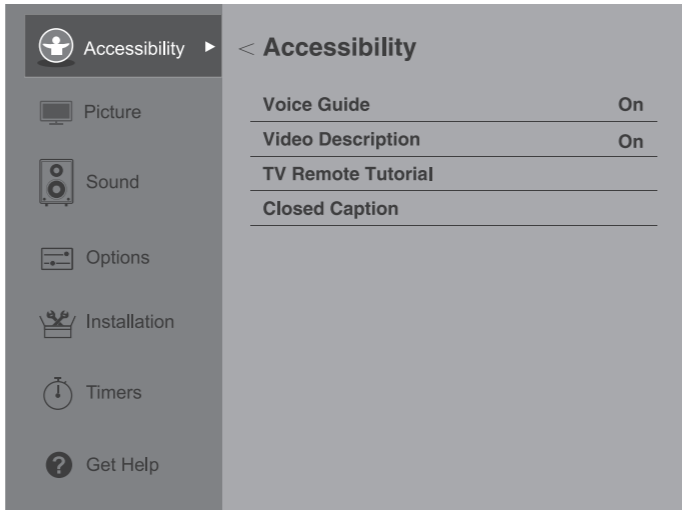 Accessibility
Picture
Sound
Options
Installation
Timers
Get Help
< Accessibility
Voice Guide On
Video Description On
TV Remote Tutorial
Closed Caption